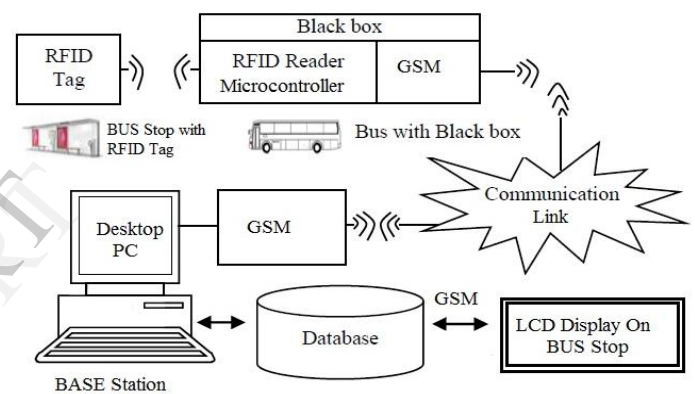 Black box
RFID
Tag
RFID Reader
Microcontroller
GSM
BUS Stop with
RFID Tag
Bus with Black box
Communication
Link
Desktop
PC
GSM
GSM
Database
LCD Display On
BUS Stop
BASE Station